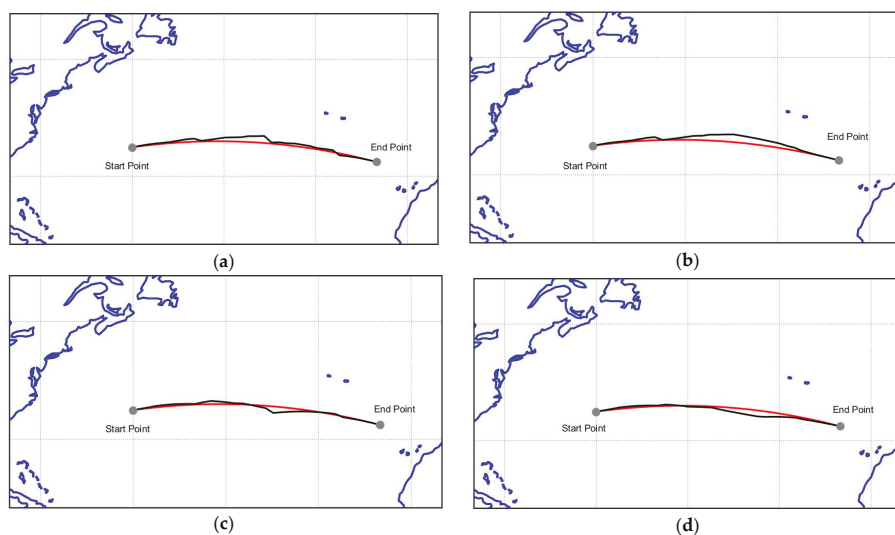 End Point
Start Point
(a)
End Point
Start Point
(b)
End Point
Start Point
(c)
End Point
Start Point
(d)